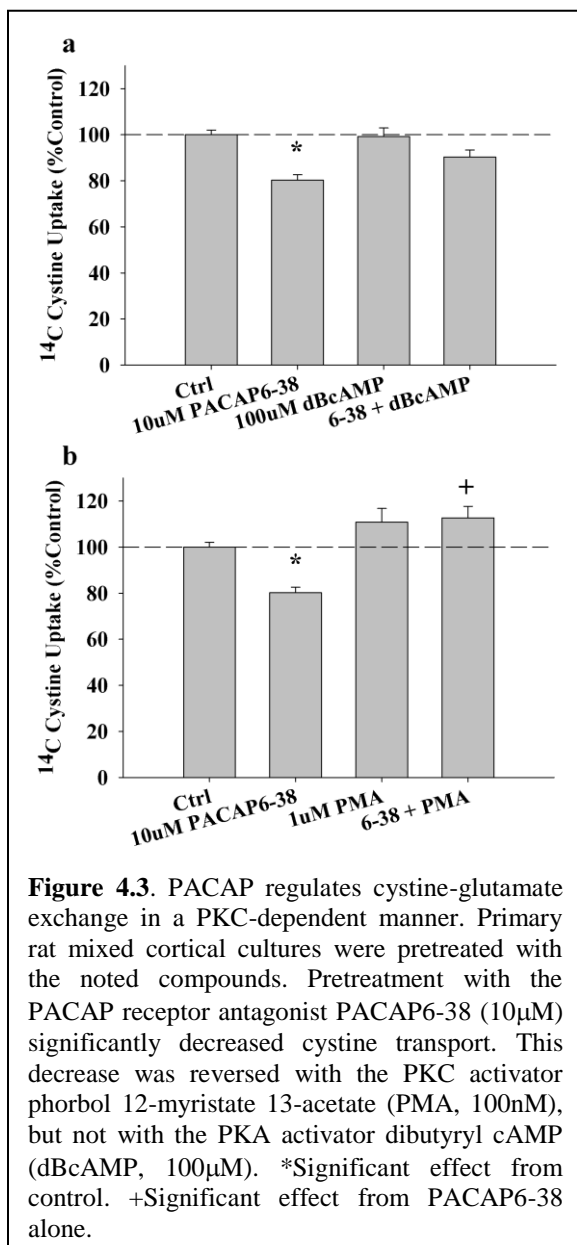 a
120
*
100
80
60
40
20
0
14C Cystine Uptake (%Control)
Ctrl
10uM PACAP6-38
100uM dBcAMP
6-38 + dBcAMP
b
+
120
100
*
80
60
40
20
0
14C Cystine Uptake (%Control)
Ctrl
10uM PACAP6-38
1uM PMA
6-38 + PMA
Figure 4.3. PACAP regulates cystine-glutamate
exchange in a PKC-dependent manner. Primary
rat mixed cortical cultures were pretreated with
the noted compounds. Pretreatment with the
PACAP receptor antagonist PACAP6-38 (10μM)
significantly decreased cystine transport. This
decrease was reversed with the PKC activator
phorbol 12-myristate 13-acetate (PMA, 100nM),
but not with the PKA activator dibutyryl cAMP
(dBcAMP, 100μM). *Significant effect from
control. +Significant effect from PACAP6-38
alone.